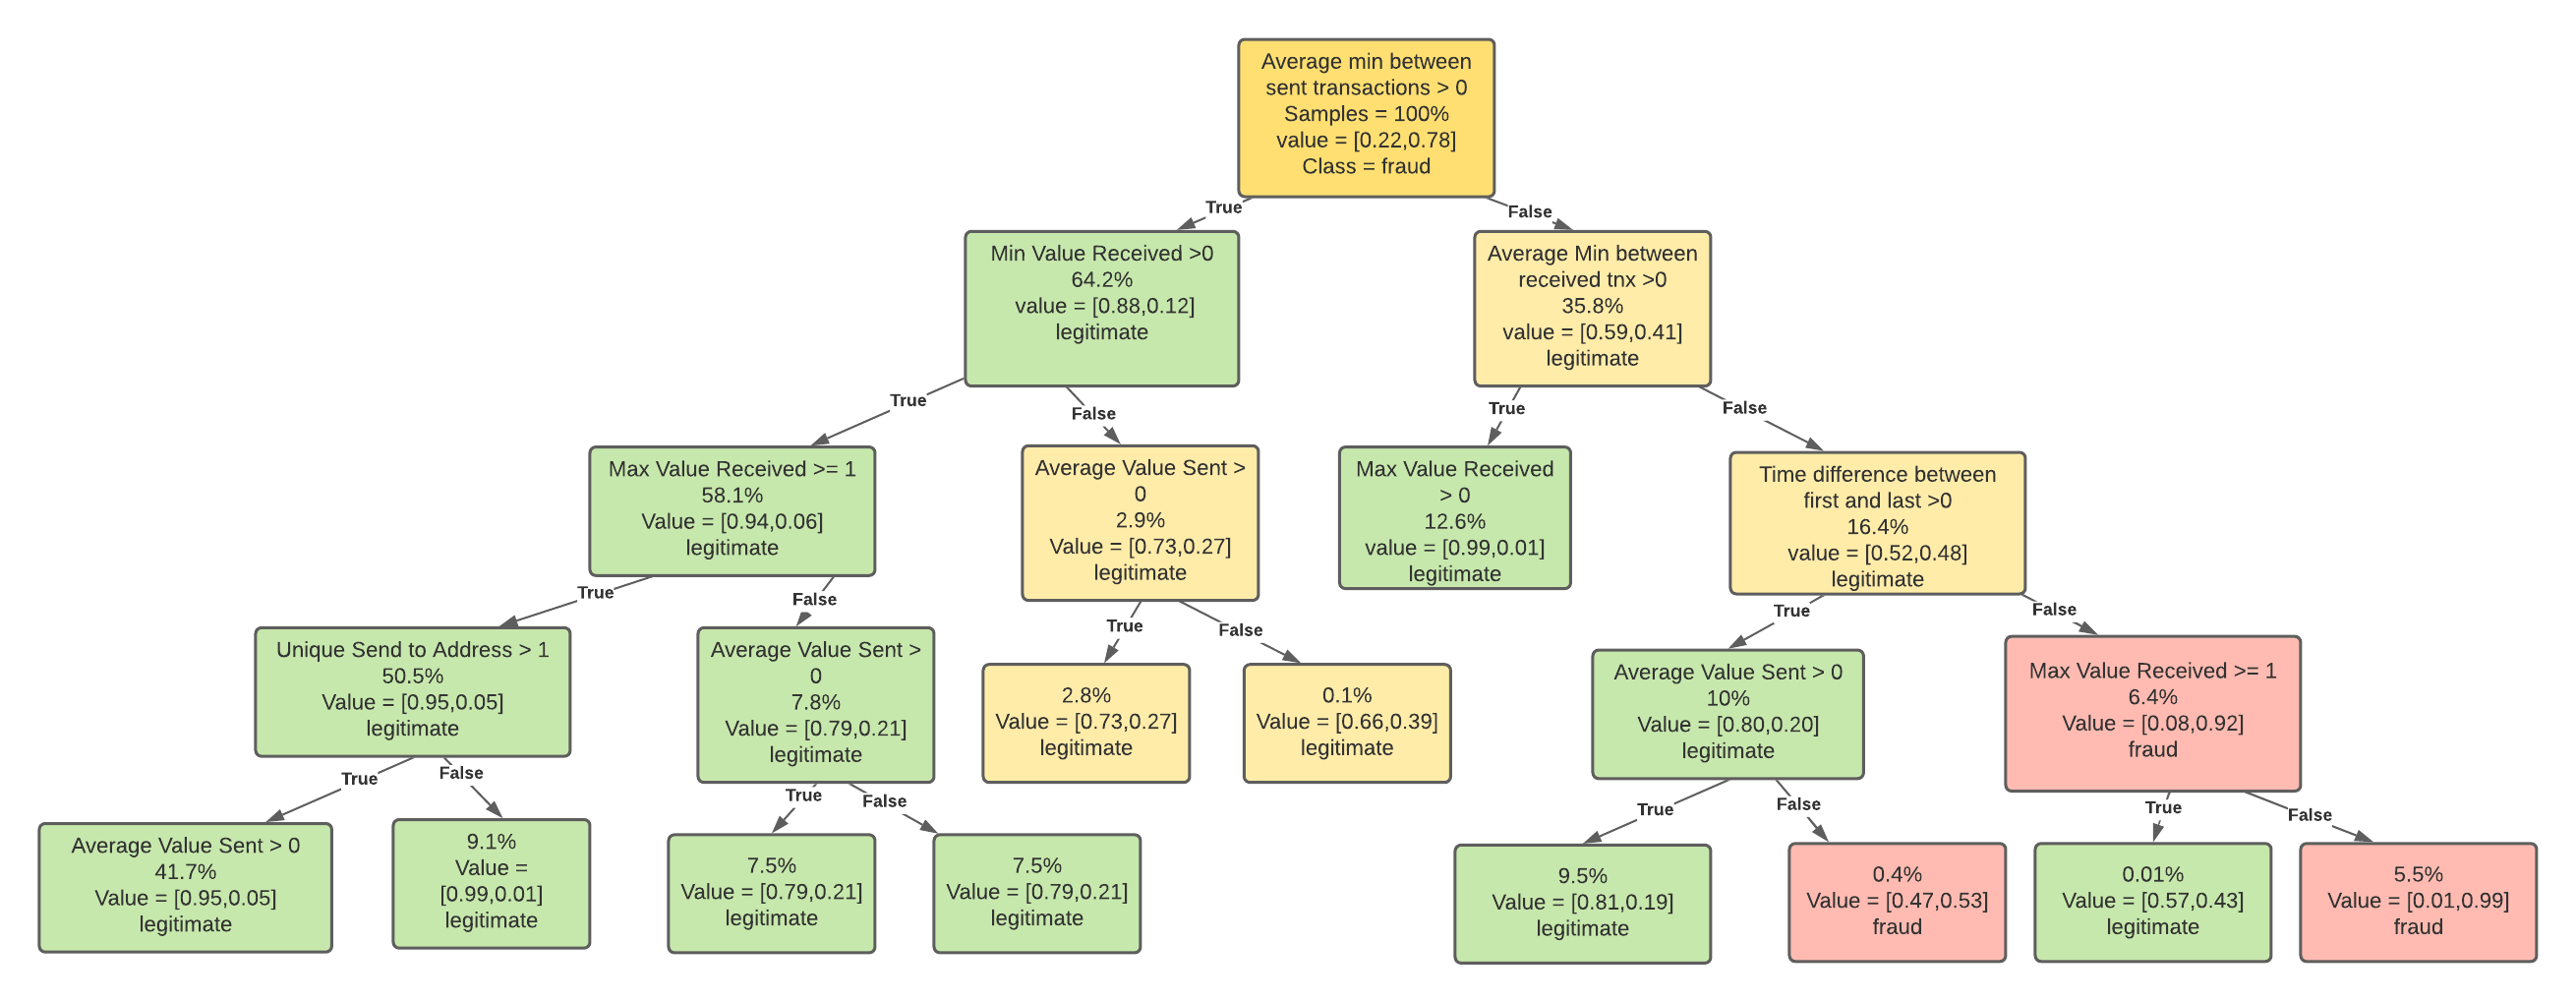 Average min between
sent transactions > 0
Samples = 100%
value = [0.22,0.78]
Class = fraud
True
False
Min Value Received >0
64.2%
value = [0.88,0.12]
legitimate
Average Min between
received tnx >0
35.8%
value = [0.59,0.41]
legitimate
True
False
True
False
Max Value Received >= 1
58.1%
Value = [0.94,0.06]
legitimate
Average Value Sent >
0
2.9%
Value = [0.73,0.27]
legitimate
Max Value Received
> 0
12.6%
value = [0.99,0.01]
legitimate
Time difference between
first and last >0
16.4%
value = [0.52,0.48]
legitimate
True
False
True
False
True
False
Unique Send to Address > 1
50.5%
Value = [0.95,0.05]
legitimate
Average Value Sent >
0
7.8%
Value = [0.79,0.21]
legitimate
2.8%
Value = [0.73,0.27]
legitimate
0.1%
Value = [0.66,0.39]
legitimate
Average Value Sent > 0
10%
Value = [0.80,0.20]
legitimate
Max Value Received >= 1
6.4%
Value = [0.08,0.92]
fraud
True
False
True
False
True
False
True
False
Average Value Sent > 0
41.7%
Value = [0.95,0.05]
legitimate
9.1%
Value =
[0.99,0.01]
legitimate
7.5%
Value = [0.79,0.21]
legitimate
7.5%
Value = [0.79,0.21]
legitimate
9.5%
Value = [0.81,0.19]
legitimate
0.4%
Value = [0.47,0.53]
fraud
0.01%
Value = [0.57,0.43]
legitimate
5.5%
Value = [0.01,0.99]
fraud